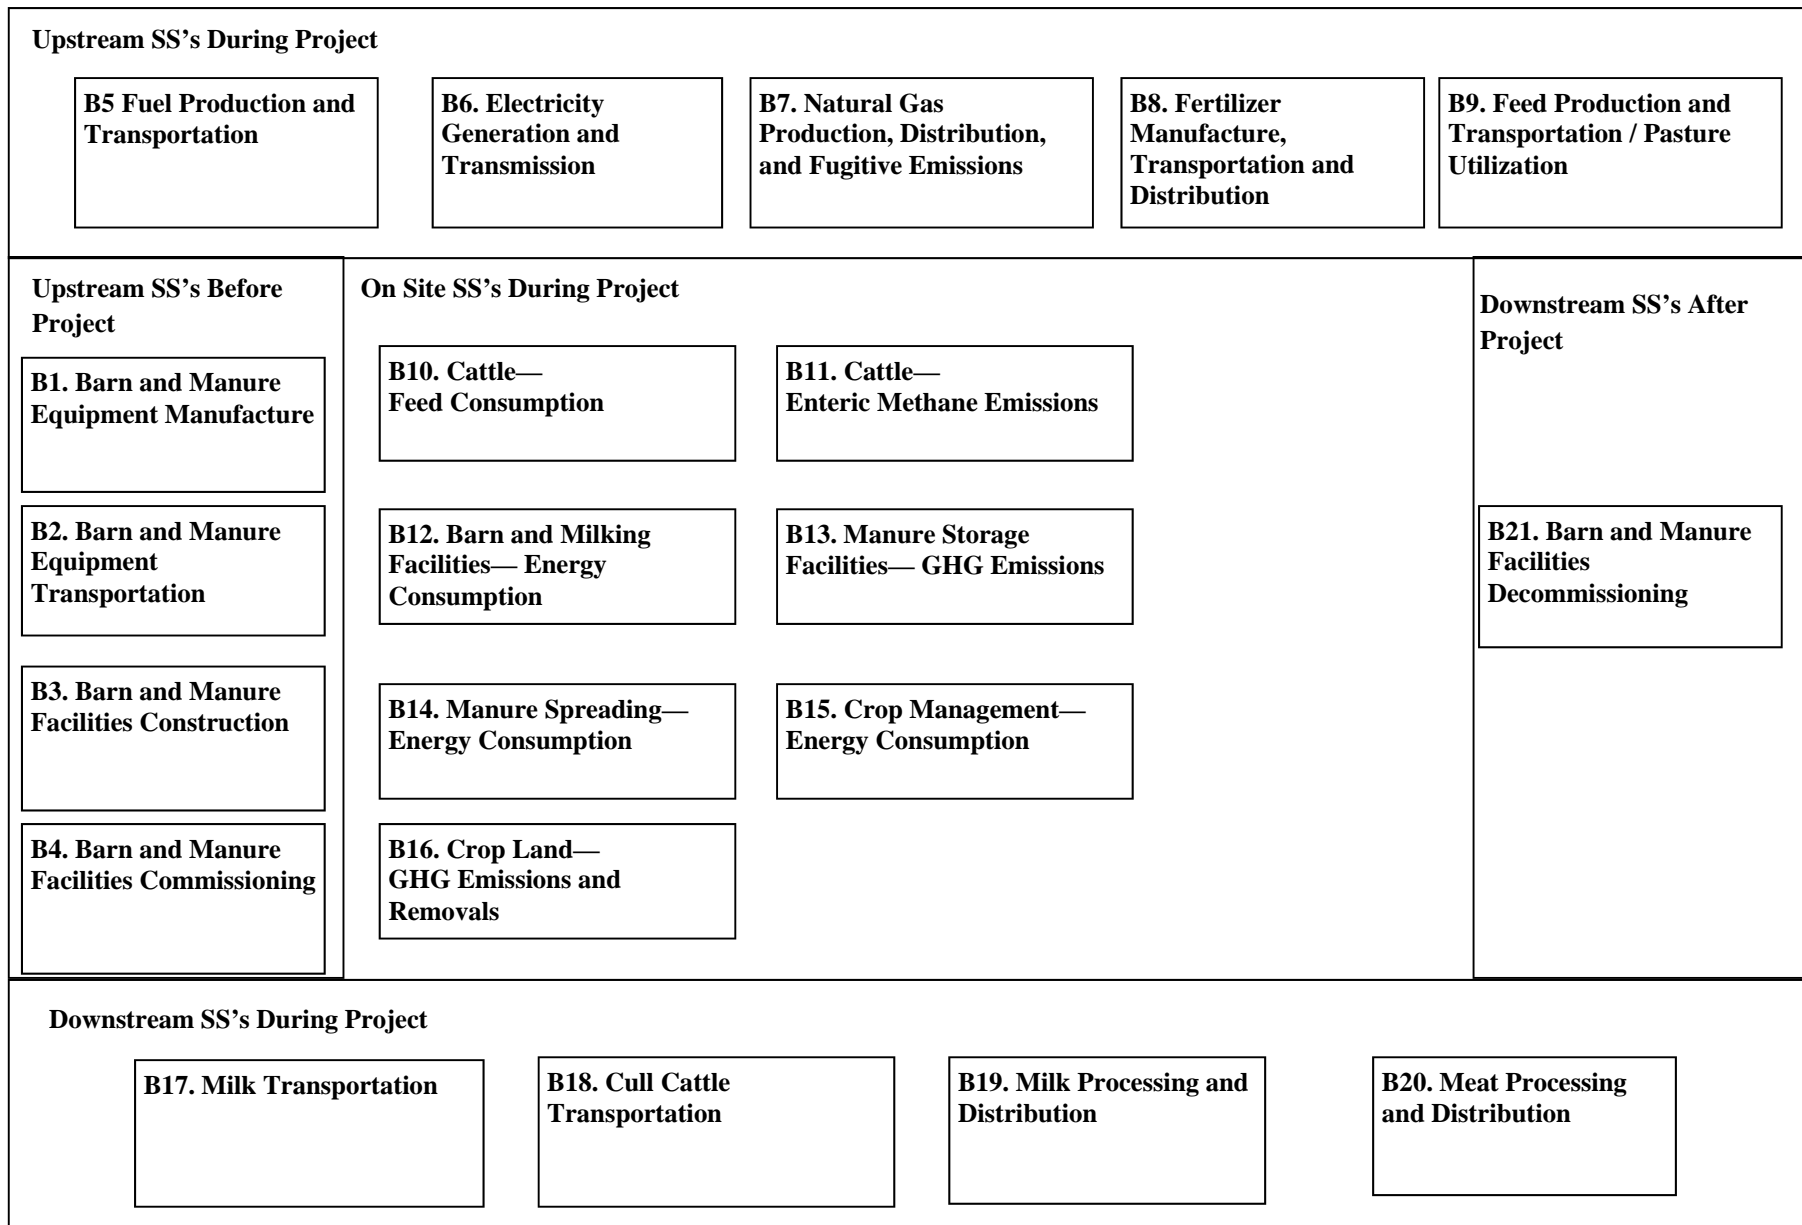 Upstream SS’s During Project
B5 Fuel Production and
Transportation
B6. Electricity
Generation and
Transmission
B7. Natural Gas
Production, Distribution,
and Fugitive Emissions
B8. Fertilizer
Manufacture,
Transportation and
Distribution
B9. Feed Production and
Transportation / Pasture
Utilization
Upstream SS’s Before
Project
B1. Barn and Manure
Equipment Manufacture
B2. Barn and Manure
Equipment
Transportation
B3. Barn and Manure
Facilities Construction
B4. Barn and Manure
Facilities Commissioning
On Site SS’s During Project
B10. Cattle—
Feed Consumption
B11. Cattle—
Enteric Methane Emissions
B12. Barn and Milking
Facilities— Energy
Consumption
B13. Manure Storage
Facilities— GHG Emissions
B14. Manure Spreading—
Energy Consumption
B15. Crop Management—
Energy Consumption
B16. Crop Land—
GHG Emissions and
Removals
Downstream SS’s After
Project
B21. Barn and Manure
Facilities
Decommissioning
Downstream SS’s During Project
B17. Milk Transportation
B18. Cull Cattle
Transportation
B19. Milk Processing and
Distribution
B20. Meat Processing
and Distribution